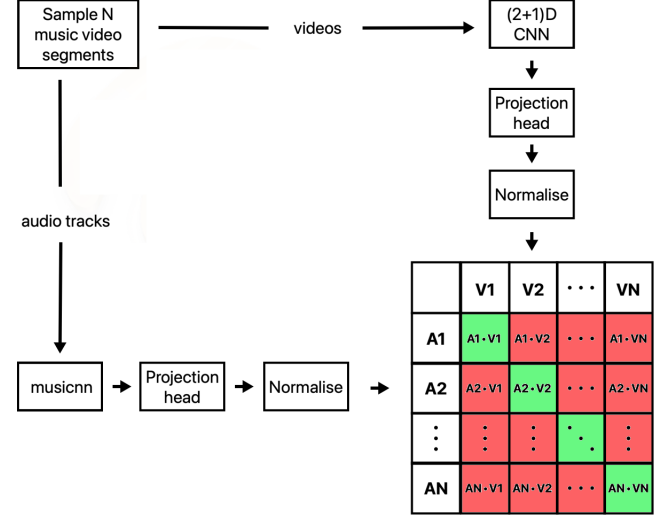 Sample N
music video
segments
videos
(2+1)D
CNN
Projection
head
Normalise
audio tracks
musicnn
Projection
head
Normalise
V1 V2 ··· VN
A1 A1·V1 A1·V2 ··· A1·VN
A2 A2·V1 A2·V2 ··· A2·VN
⋮ ⋮ ⋮ ⋱ ⋮
AN AN·V1 AN·V2 ··· AN·VN